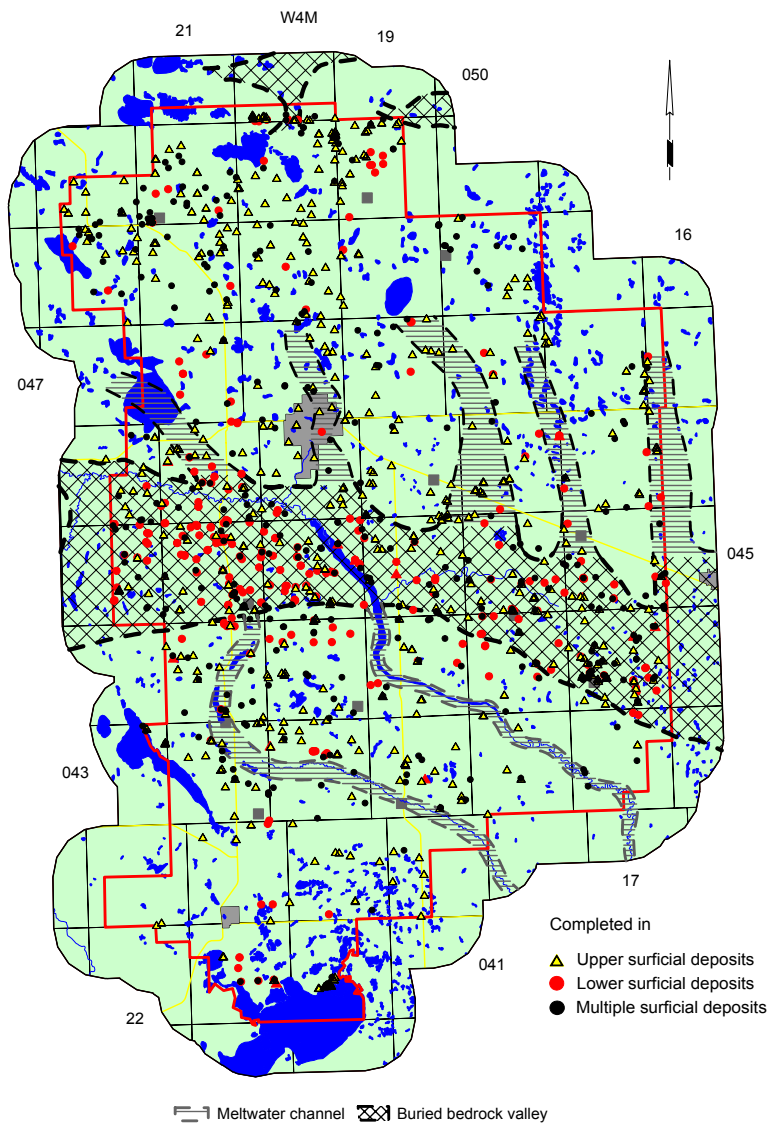 W4M
21
19
050
16
047
045
043
17
Completed in
041
Upper surficial deposits
Lower surficial deposits
Multiple surficial deposits
22
Meltwater channel
Buried bedrock valley